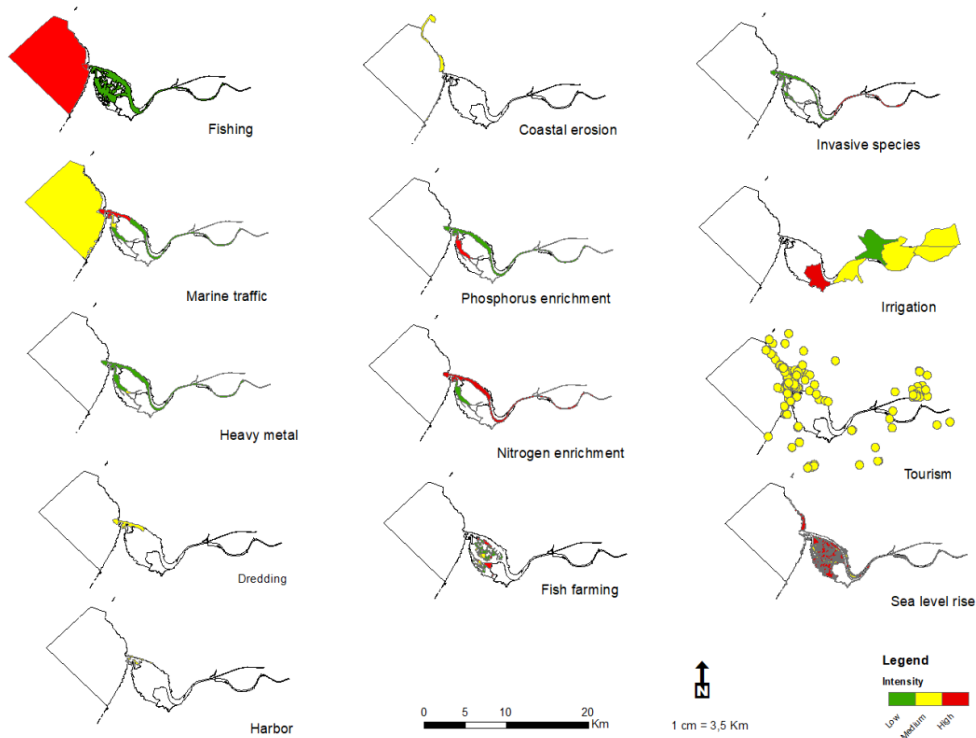 Fishing
Coastal erosion
Invasive species
Marine traffic
Phosphorus enrichment
Irrigation
Heavy metal
Nitrogen enrichment
Tourism
Dredding
Fish farming
Sea level rise
Harbor
0 5 10 20
Km
N
1 cm = 3,5 Km
Legend
Intensity
Low Medium High